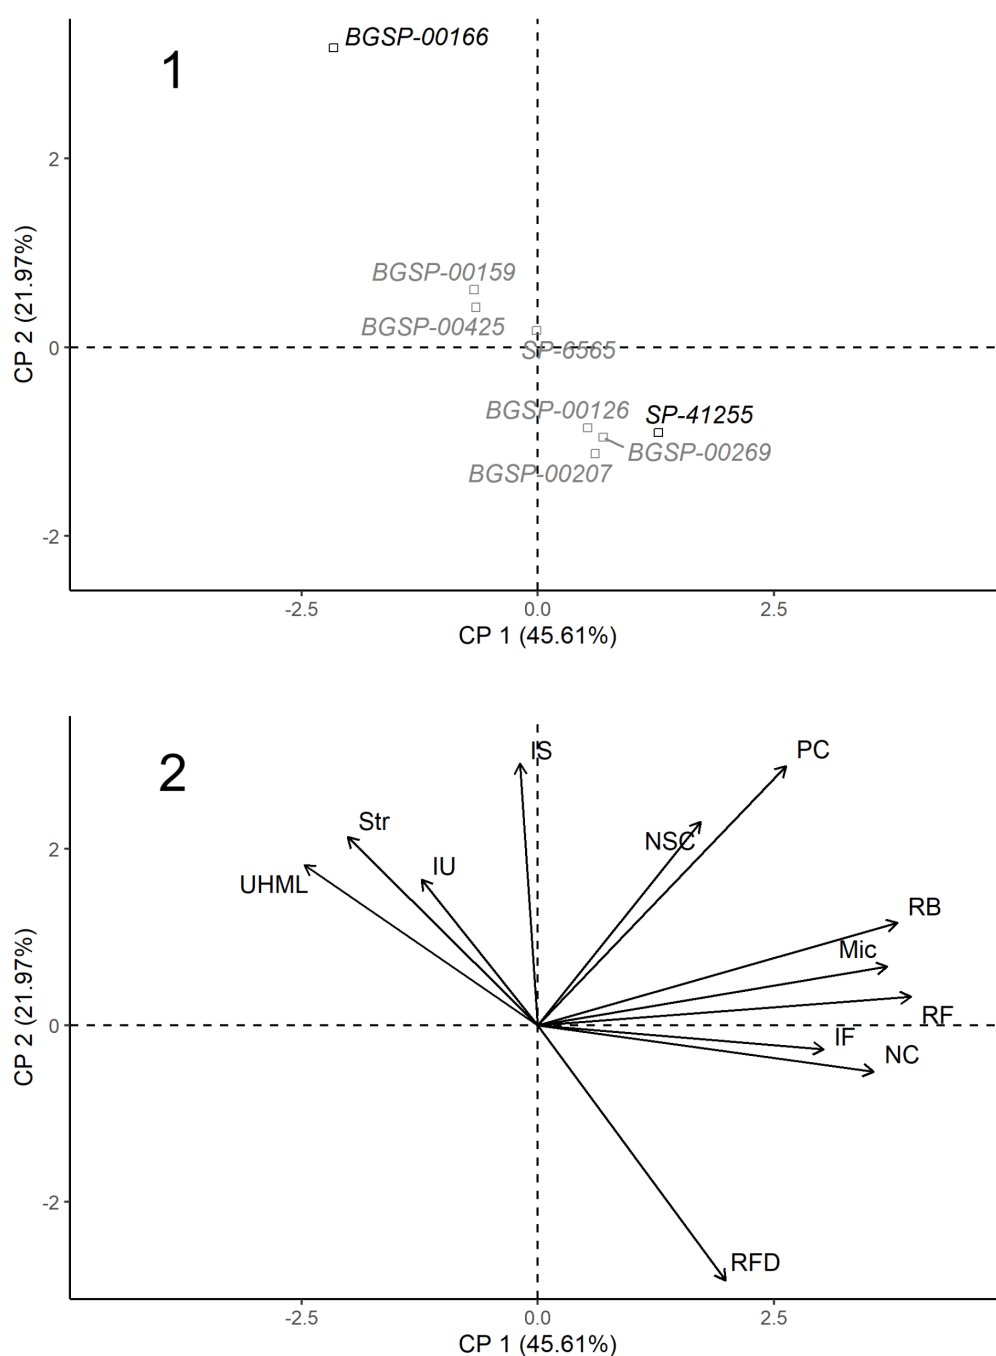 1
BGSP-00166
2
BGSP-00159
BGSP-00425
SP-6565
0
BGSP-00126
SP-41255
BGSP-00269
BGSP-00207
-2
CP 2 (21.97%)
-2.5
0.0
2.5
CP 1 (45.61%)
2
IS
PC
Str
NSC
2
IU
UHML
RB
Mic
RF
0
IF
NC
-2
RFD
CP 2 (21.97%)
-2.5
0.0
2.5
CP 1 (45.61%)